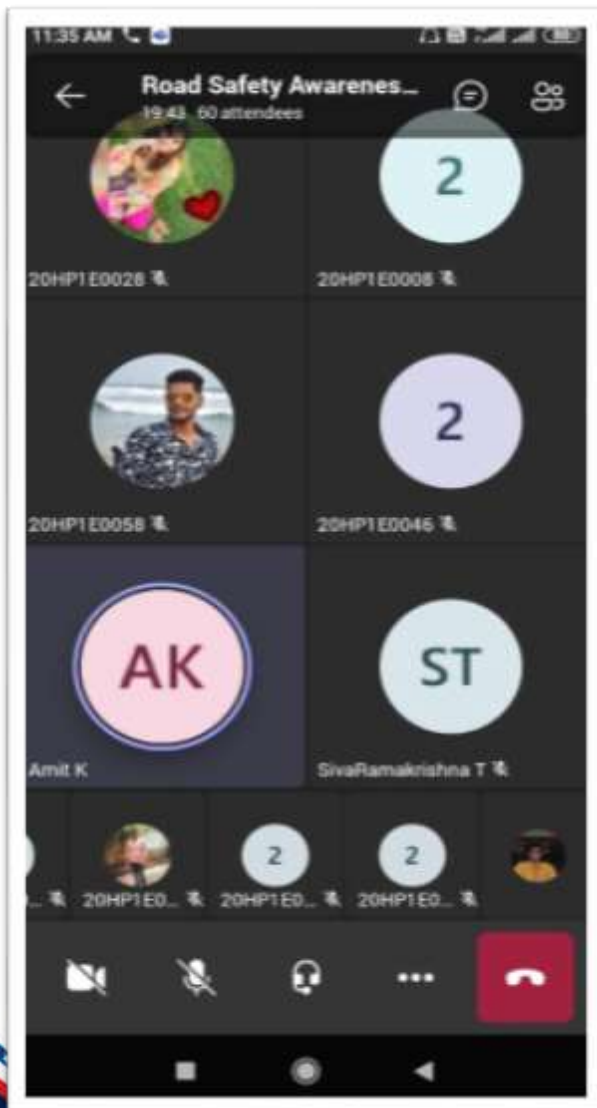 11:35 AM
Road Safety Awarenes...
19:43 60 attendees
2
20HP1E0028
20HP1E0008
2
20HP1E0058
20HP1E0046
AK
ST
Amit K
SivaRamakrishna T
2
2
20HP1E0...
20HP1E0...
20HP1E0...